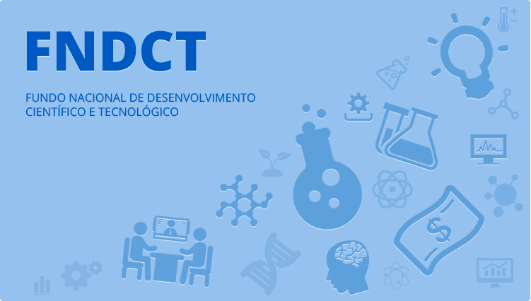 FNDCT
FUNDO NACIONAL DE DESENVOLVIMENTO
CIENTÍFICO E TECNOLÓGICO
$